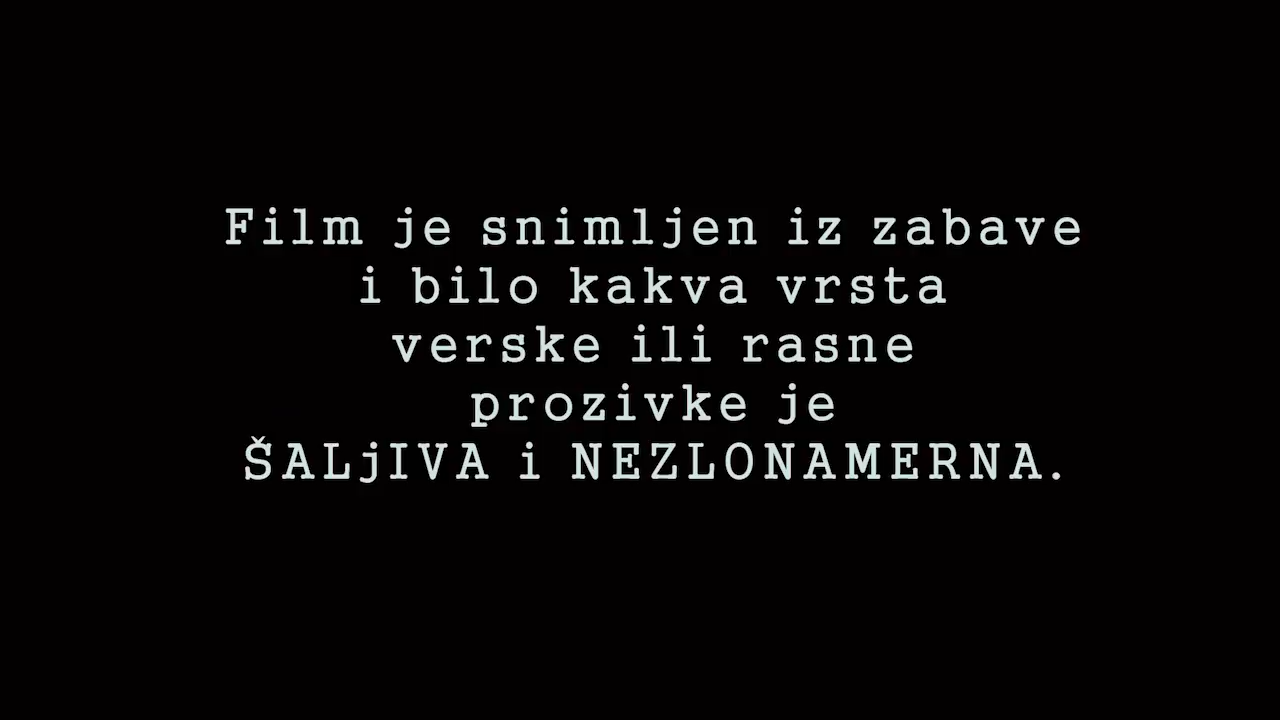 Film je snimljen iz zabave
i bilo kakva vrsta
verske ili rasne
prozivke je
ŠALjIVA i NEZLONAMERNA.